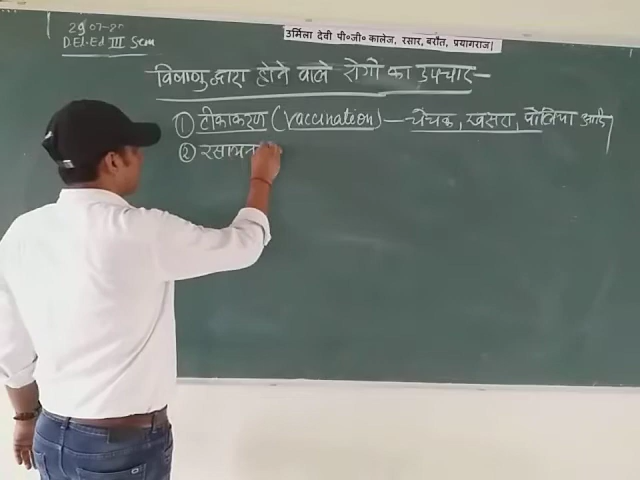 उर्मिला देवी पी०जी० कालेज, रसार, बरौत, प्रयागराज।
29-07-20
DEl-Ed III Sem
विषाणु द्वारा होने वाले रोगो का उपचार-
① टीकाकरण (Vaccination) – चेचक, खसरा, पोलियो आदि
② रसायन